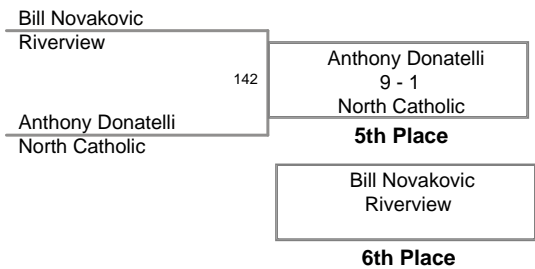 Bill Novakovic
Riverview
142
Anthony Donatelli
North Catholic
Anthony Donatelli
9 - 1
North Catholic
5th Place
Bill Novakovic
Riverview
6th Place